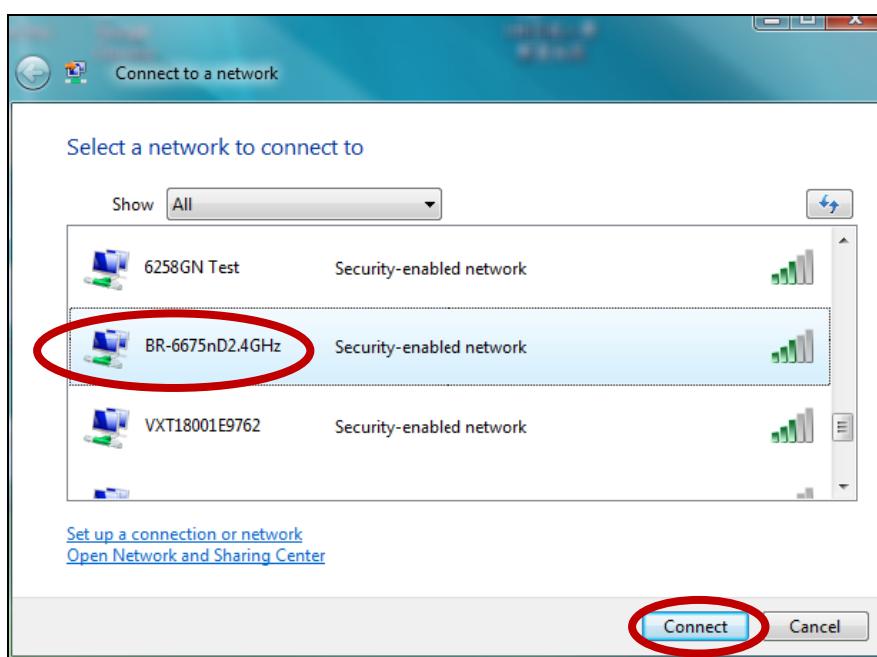 Connect to a network
Select a network to connect to
Show All
6258GN Test Security-enabled network
BR-6675nD2.4GHz Security-enabled network
VXT18001E9762 Security-enabled network
Set up a connection or network
Open Network and Sharing Center
Connect Cancel